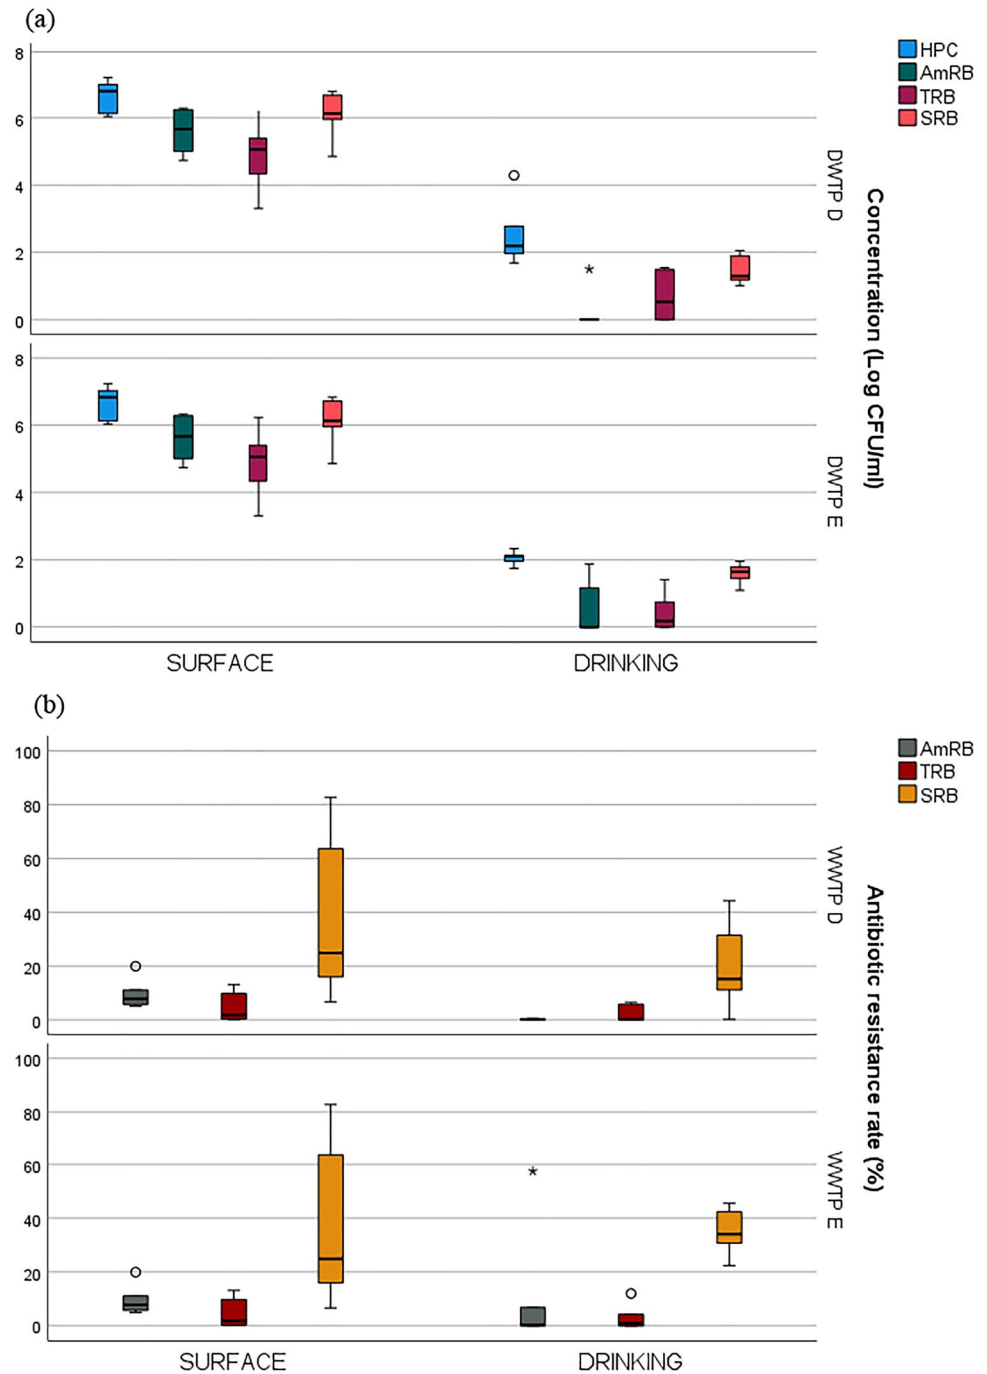 (a)
HPC
AmRB
TRB
SRB
8
6
4
2
0
DWTP D
8
6
4
2
0
DWTP E
Concentration (Log CFU/ml)
SURFACE
DRINKING
(b)
AmRB
TRB
SRB
100
80
60
40
20
0
WWTP D
100
80
60
40
20
0
WWTP E
Antibiotic resistance rate (%)
SURFACE
DRINKING